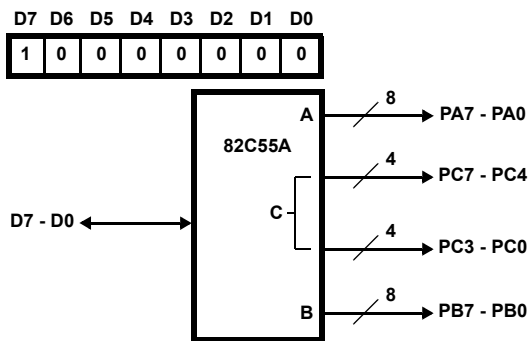 D7 D6 D5 D4 D3 D2 D1 D0
1 0 0 0 0 0 0 0
A 8 PA7 - PA0
82C55A
4 PC7 - PC4
C
D7 - D0
4 PC3 - PC0
B 8 PB7 - PB0